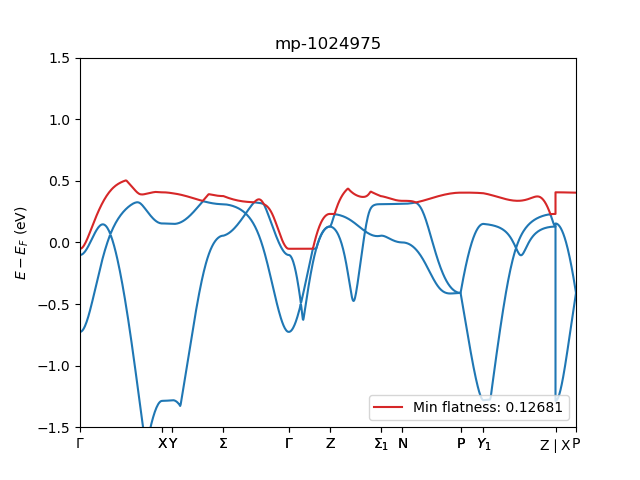 mp-1024975
E − E_F (eV)
1.5
1.0
0.5
0.0
−0.5
−1.0
−1.5
Min flatness: 0.12681
Γ X Y Σ Γ Z Σ₁ N P Y₁ Z | X P